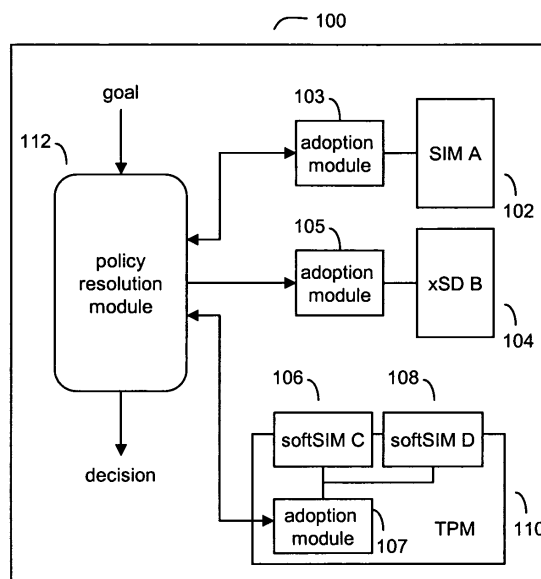 100
goal
112
policy
resolution
module
decision
103
adoption
module
SIM A
102
105
adoption
module
xSD B
104
106
108
softSIM C
softSIM D
adoption
module
107
TPM
110